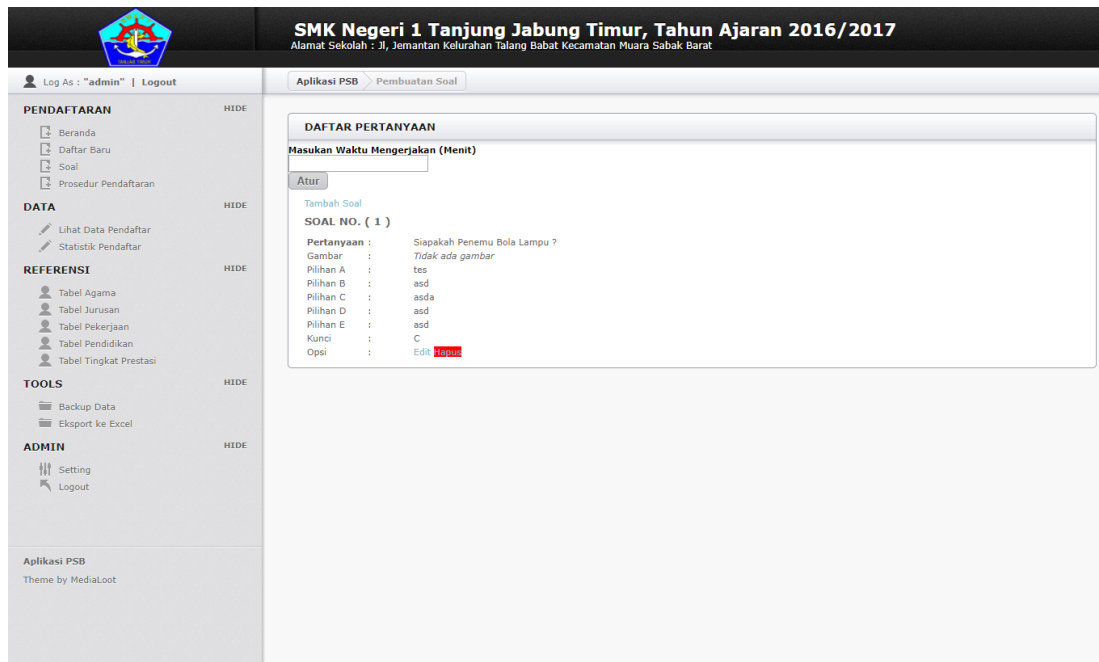 TANJAB TIMUR
SMK Negeri 1 Tanjung Jabung Timur, Tahun Ajaran 2016/2017
Alamat Sekolah : Jl, Jemantan Kelurahan Talang Babat Kecamatan Muara Sabak Barat
Log As : "admin" | Logout
Aplikasi PSB Pembuatan Soal
PENDAFTARAN HIDE
Beranda
Daftar Baru
Soal
Prosedur Pendaftaran
DATA HIDE
Lihat Data Pendaftar
Statistik Pendaftar
REFERENSI HIDE
Tabel Agama
Tabel Jurusan
Tabel Pekerjaan
Tabel Pendidikan
Tabel Tingkat Prestasi
TOOLS HIDE
Backup Data
Eksport ke Excel
ADMIN HIDE
Setting
Logout
Aplikasi PSB
Theme by MediaLoot
DAFTAR PERTANYAAN
Masukan Waktu Mengerjakan (Menit)
Atur
Tambah Soal
SOAL NO. ( 1 )
Pertanyaan : Siapakah Penemu Bola Lampu ?
Gambar : Tidak ada gambar
Pilihan A : tes
Pilihan B : asd
Pilihan C : asda
Pilihan D : asd
Pilihan E : asd
Kunci : C
Opsi : Edit Hapus